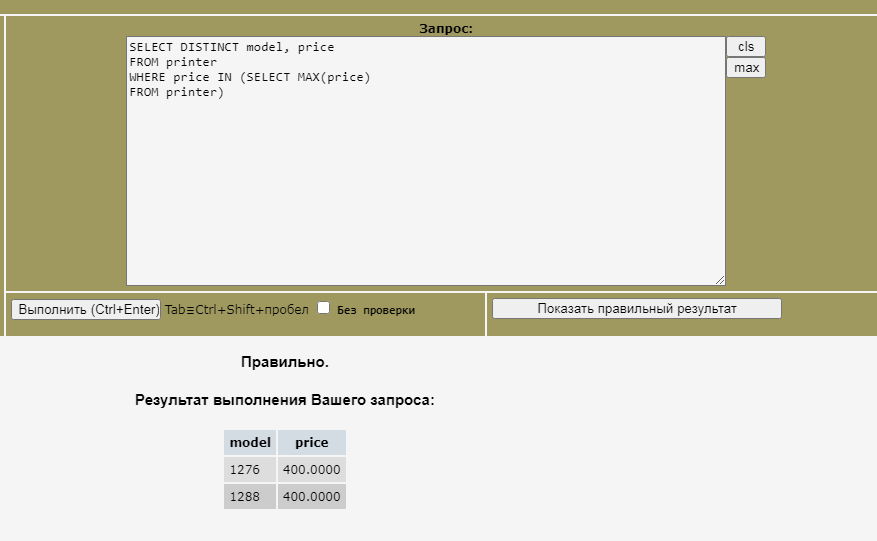 Запрос:
SELECT DISTINCT model, price
FROM printer
WHERE price IN (SELECT MAX(price)
FROM printer)
cls
max
Выполнить (Ctrl+Enter) Tab≡Ctrl+Shift+пробел Без проверки
Показать правильный результат
Правильно.
Результат выполнения Вашего запроса:
model price
1276 400.0000
1288 400.0000